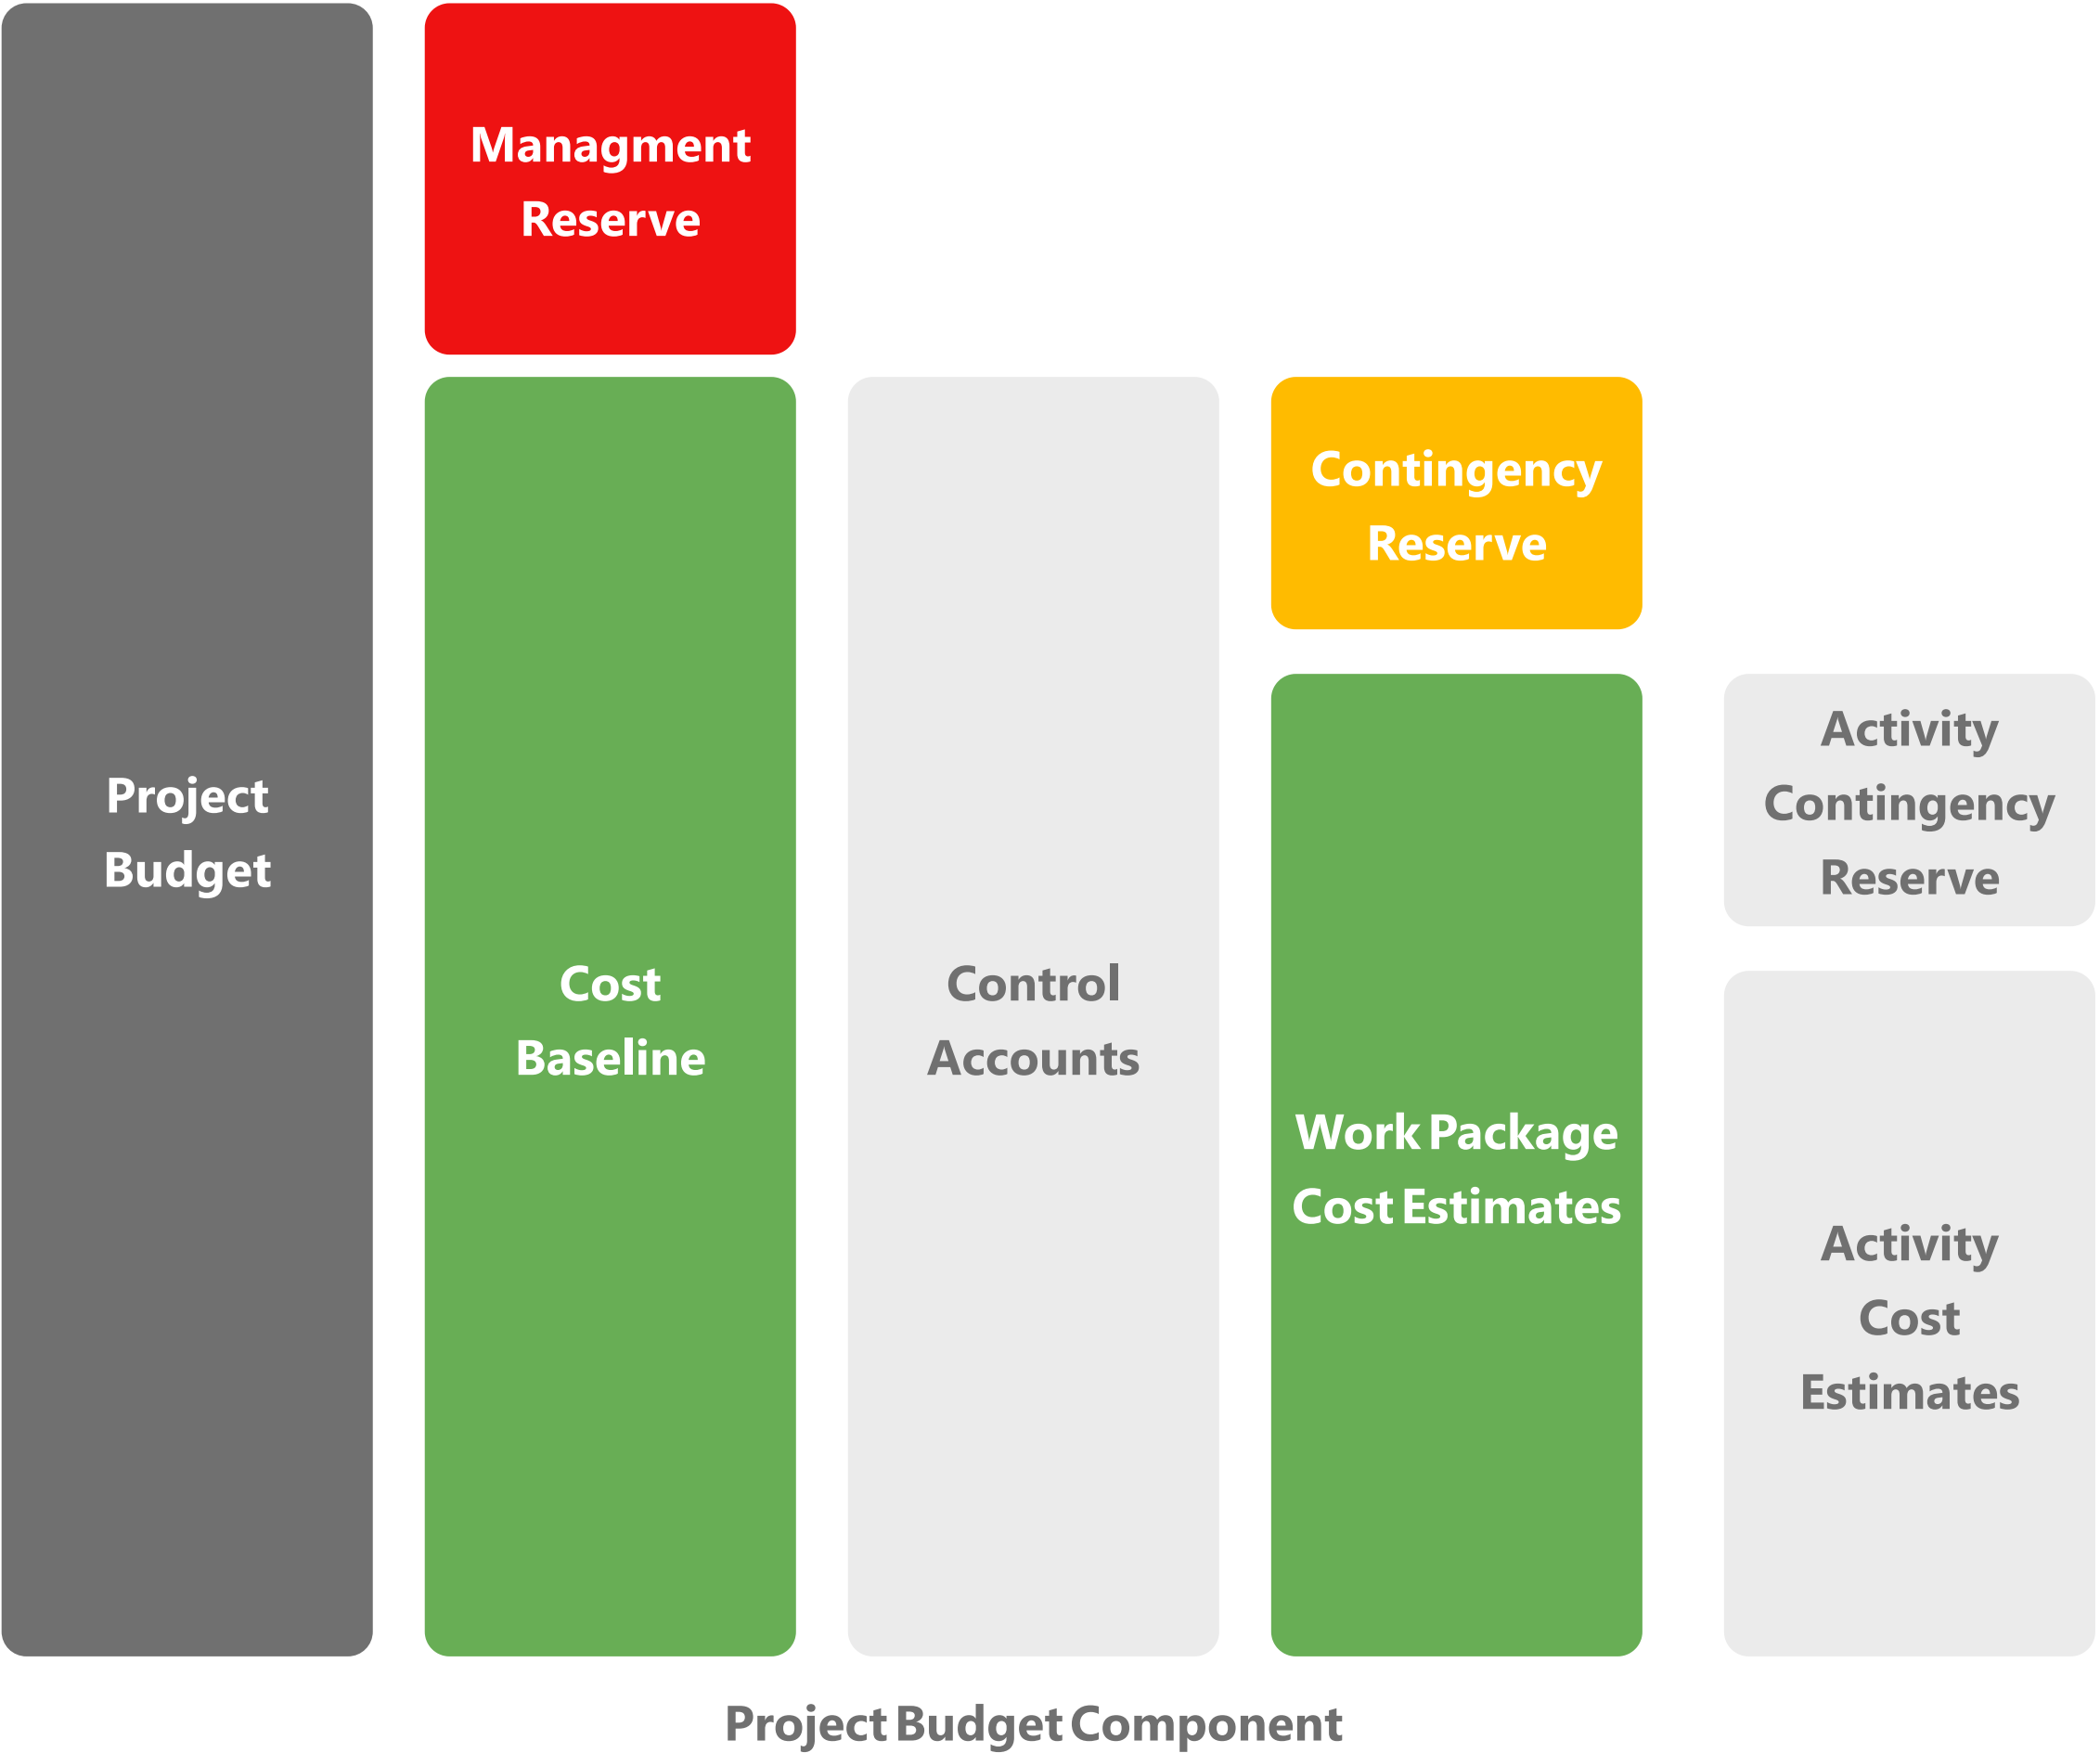 Managment
Reserve
Contingency
Reserve
Activity
Contingency
Reserve
Project
Budget
Cost
Baseline
Control
Accounts
Work Package
Cost Estimates
Activity
Cost
Estimates
Project Budget Component